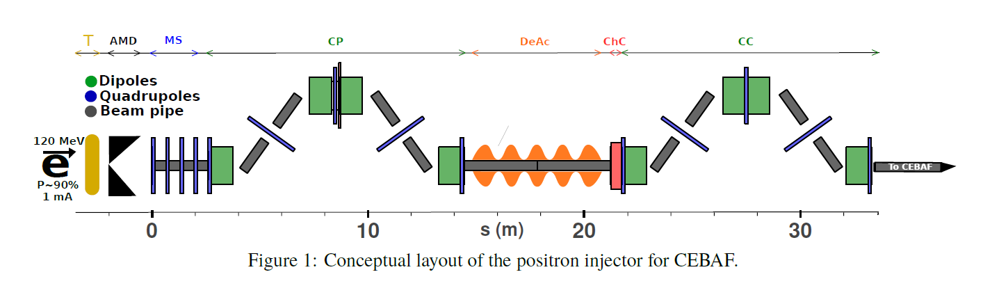 T AMD MS CP DeAc ChC CC
Dipoles
Quadrupoles
Beam pipe
120 MeV
e
P~90%
1 mA
To CEBAF
0 10 s (m) 20 30
Figure 1: Conceptual layout of the positron injector for CEBAF.